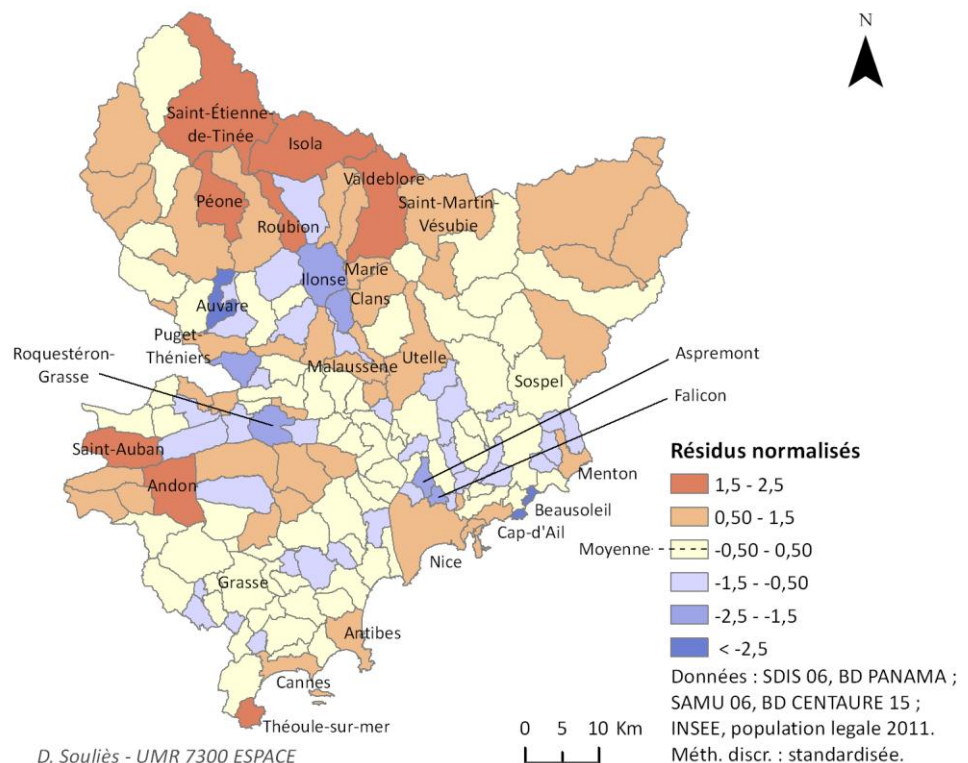 N
Saint-Étienne-
de-Tinée
Isola
Valdeblore
Péone
Saint-Martin-
Vésubie
Roubion
Marie
Ilonse
Auvare
Clans
Puget-
Théniers
Roquestéron-
Grasse
Malaussène
Utelle
Aspremont
Sospel
Falicon
Saint-Auban
Andon
Menton
Beausoleil
Cap-d'Ail
Nice
Grasse
Antibes
Cannes
Théoule-sur-mer
Résidus normalisés
1,5 - 2,5
0,50 - 1,5
Moyenne -0,50 - 0,50
-1,5 - -0,50
-2,5 - -1,5
< -2,5
Données : SDIS 06, BD PANAMA ;
SAMU 06, BD CENTAURE 15 ;
INSEE, population legale 2011.
Méth. discr. : standardisée.
0 5 10 Km
D. Souliès - UMR 7300 ESPACE